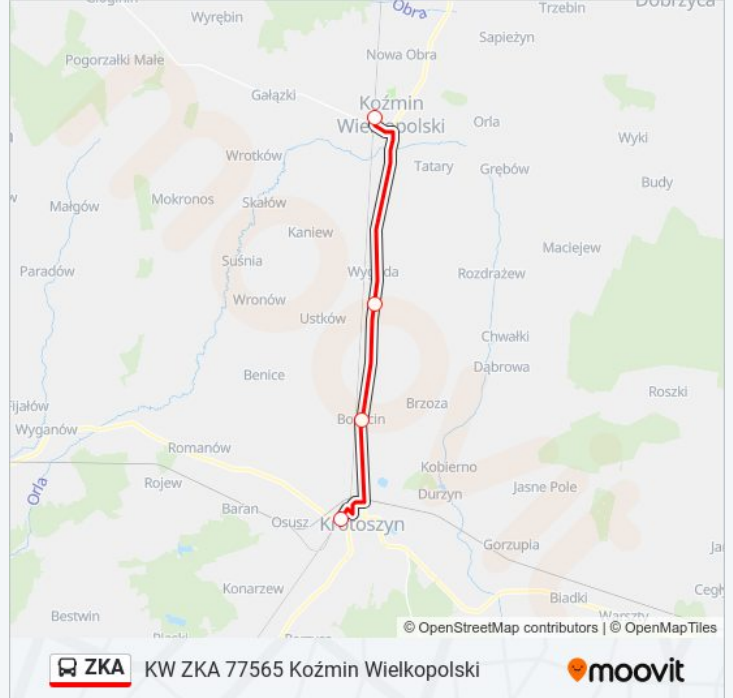 Gluchin
Wyrębin
Obra
Trzebin
Dobrzyca
Sapieżyn
Pogorzałki Małe
Nowa Obra
Gałązki
Koźmin
Wielkopolski
Orla
Wyki
Wrotków
Tatary
Grębów
Budy
Małgów
Mokronos
Skałów
Kaniew
Maciejew
Suśnia
Paradów
Rozdrażew
Wronów
Ustków
Chwałki
Dąbrowa
Benice
Roszki
Fijałów
Brzoza
Wyganów
Romanów
Kobierno
Rojew
Durzyn
Jasne Pole
Orla
Baran
Osusz
Krotoszyn
Gorzupia
Konarzew
Biadki
Bestwin
© OpenStreetMap contributors | © OpenMapTiles
ZKA
KW ZKA 77565 Koźmin Wielkopolski
moovit